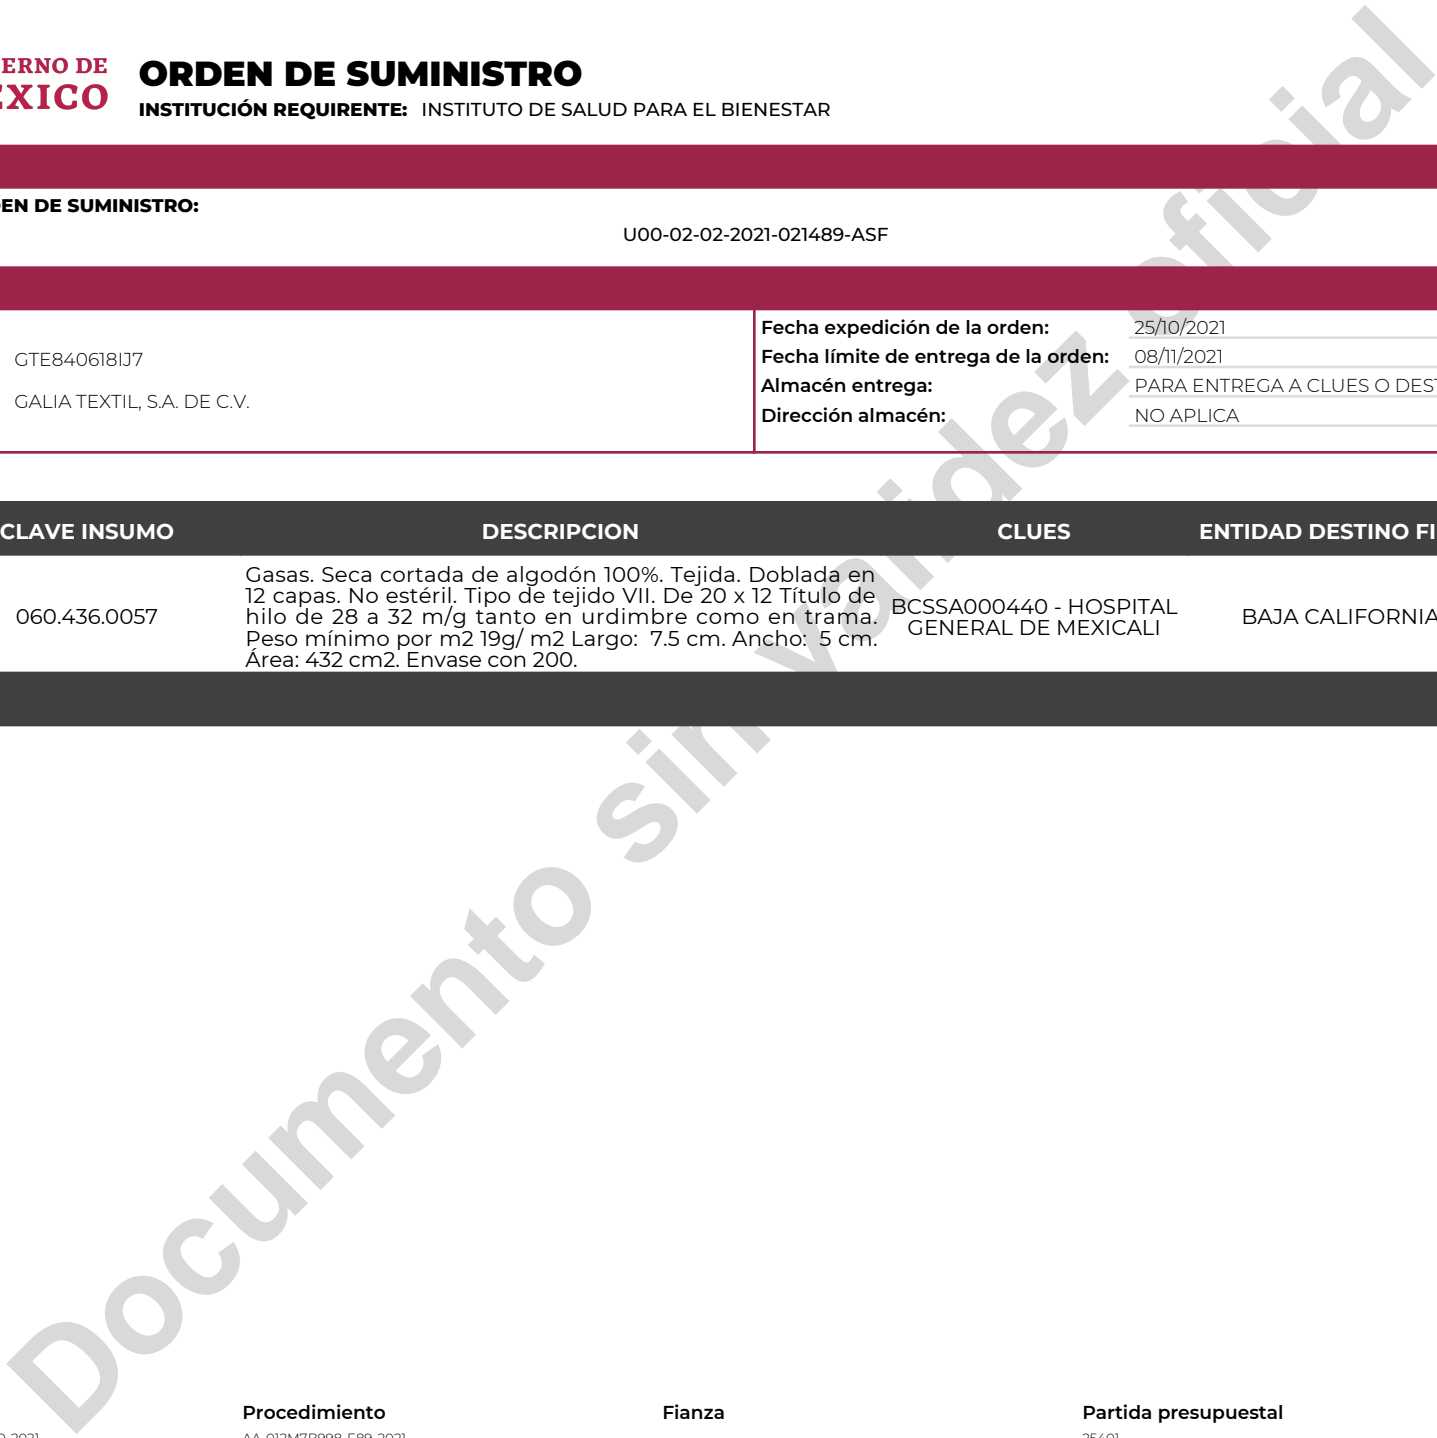 ERNO DE
EXICO
ORDEN DE SUMINISTRO
INSTITUCIÓN REQUIRENTE: INSTITUTO DE SALUD PARA EL BIENESTAR
EN DE SUMINISTRO:
U00-02-02-2021-021489-ASF
GTE840618IJ7
GALIA TEXTIL, S.A. DE C.V.
Fecha expedición de la orden: 25/10/2021
Fecha límite de entrega de la orden: 08/11/2021
Almacén entrega: PARA ENTREGA A CLUES O DEST
Dirección almacén: NO APLICA
CLAVE INSUMO DESCRIPCION CLUES ENTIDAD DESTINO FI
060.436.0057
Gasas. Seca cortada de algodón 100%. Tejida. Doblada en
12 capas. No estéril. Tipo de tejido VII. De 20 x 12 Título de
hilo de 28 a 32 m/g tanto en urdimbre como en trama.
Peso mínimo por m2 19g/ m2 Largo: 7.5 cm. Ancho: 5 cm.
Área: 432 cm2. Envase con 200.
BCSSA000440 - HOSPITAL
GENERAL DE MEXICALI
BAJA CALIFORNIA
Documento sin validez oficial
Procedimiento Fianza Partida presupuestal